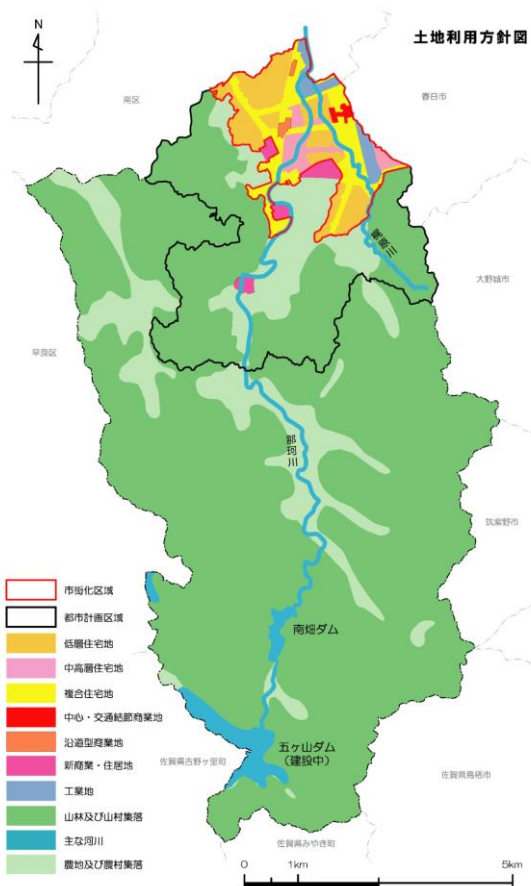 土地利用方針図
N
南区
春日市
梶原川
大野城市
早良区
那珂川
筑紫野市
市街化区域
都市計画区域
低層住宅地
中高層住宅地
複合住宅地
中心・交通結節商業地
沿道型商業地
新商業・住居地
工業地
山林及び山村集落
主な河川
農地及び農村集落
南畑ダム
五ヶ山ダム
(建設中)
佐賀県吉野ヶ里町
佐賀県鳥栖市
佐賀県みやき町
0 1km 5km